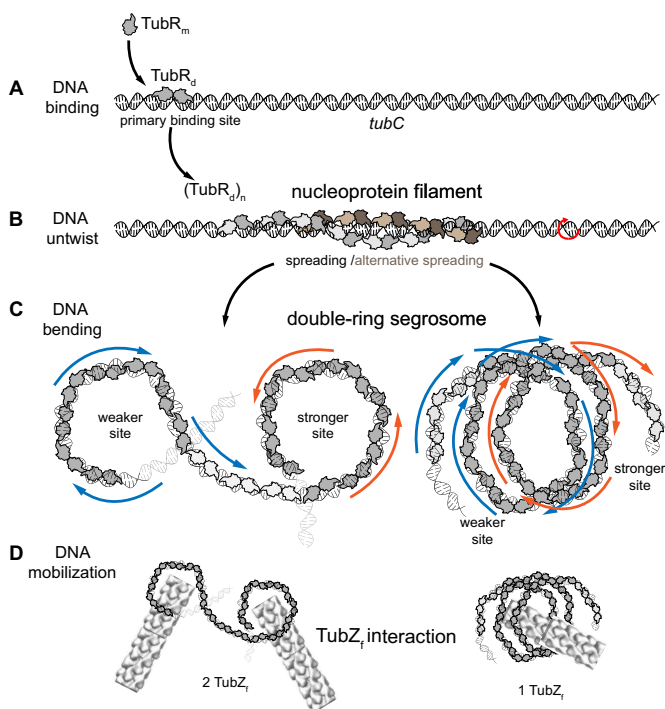 TubRm
TubRd
A DNA binding
primary binding site
tubC
(TubRd)n
nucleoprotein filament
B DNA untwist
spreading /alternative spreading
C DNA bending
double-ring segrosome
weaker site
stronger site
stronger site
weaker site
D DNA mobilization
TubZf interaction
2 TubZf
1 TubZf